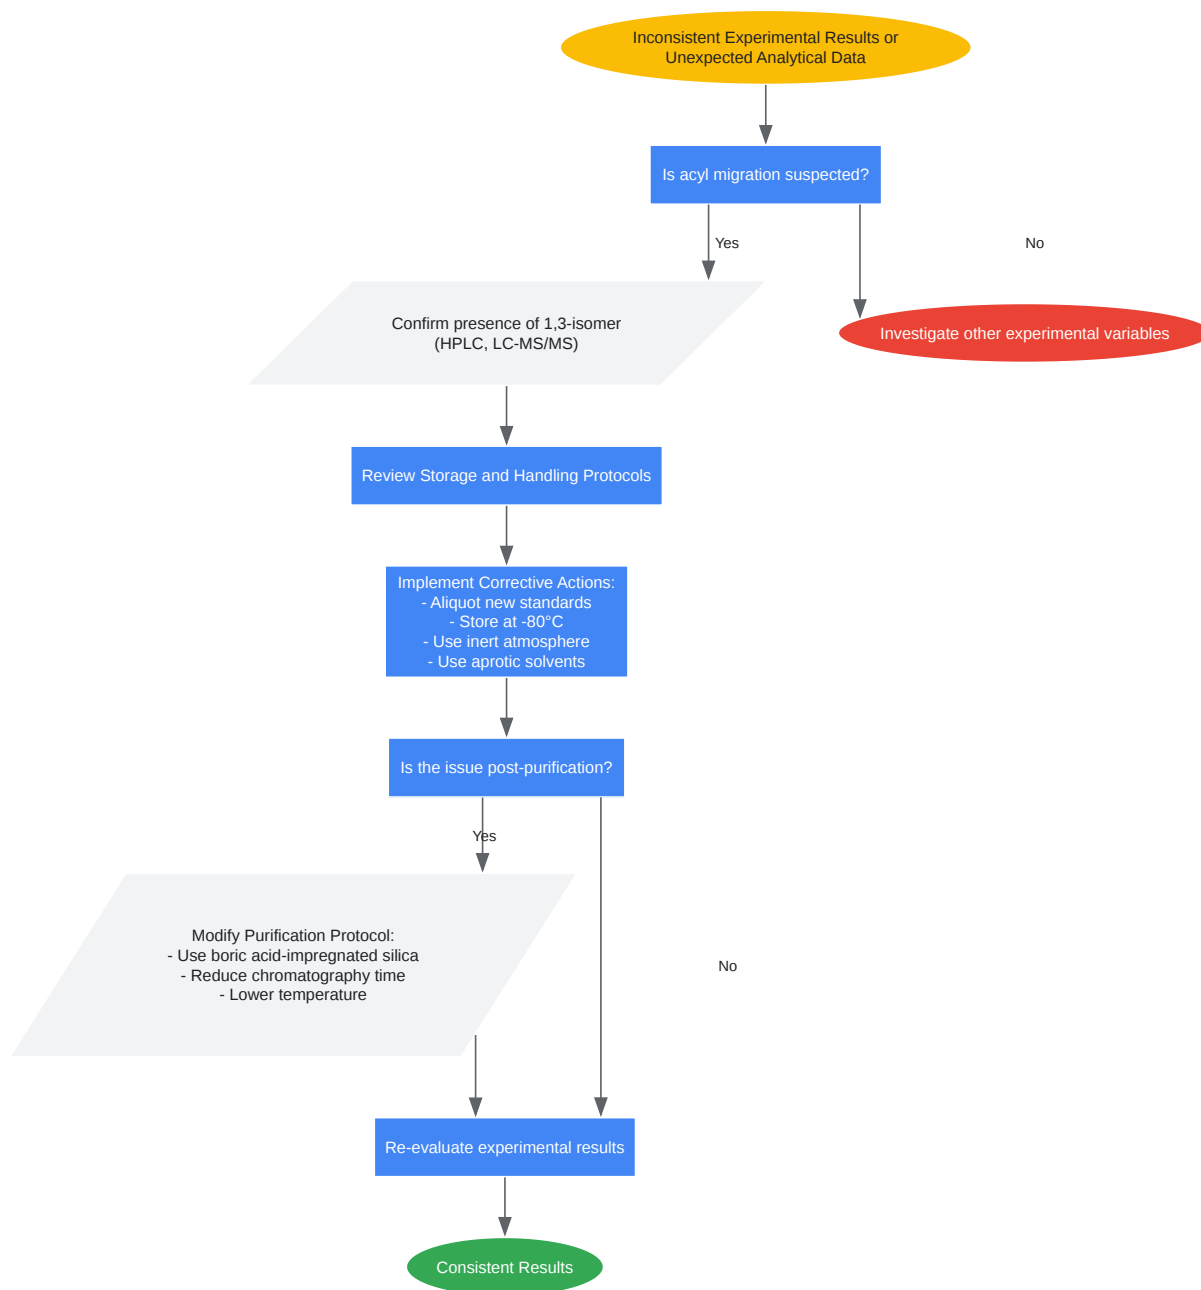 Inconsistent Experimental Results or
Unexpected Analytical Data
Is acyl migration suspected?
Yes
No
Confirm presence of 1,3-isomer
(HPLC, LC-MS/MS)
Investigate other experimental variables
Review Storage and Handling Protocols
Implement Corrective Actions:
- Aliquot new standards
- Store at -80°C
- Use inert atmosphere
- Use aprotic solvents
Is the issue post-purification?
Yes
Modify Purification Protocol:
- Use boric acid-impregnated silica
- Reduce chromatography time
- Lower temperature
No
Re-evaluate experimental results
Consistent Results